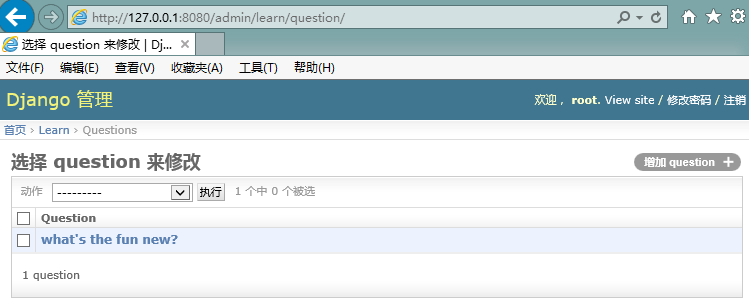 http://127.0.0.1:8080/admin/learn/question/
选择 question 来修改 | Dj...
文件(F) 编辑(E) 查看(V) 收藏夹(A) 工具(T) 帮助(H)
Django 管理
欢迎， root. View site / 修改密码 / 注销
首页 › Learn › Questions
选择 question 来修改
增加 question +
动作 --------- 执行 1 个中 0 个被选
Question
what's the fun new?
1 question